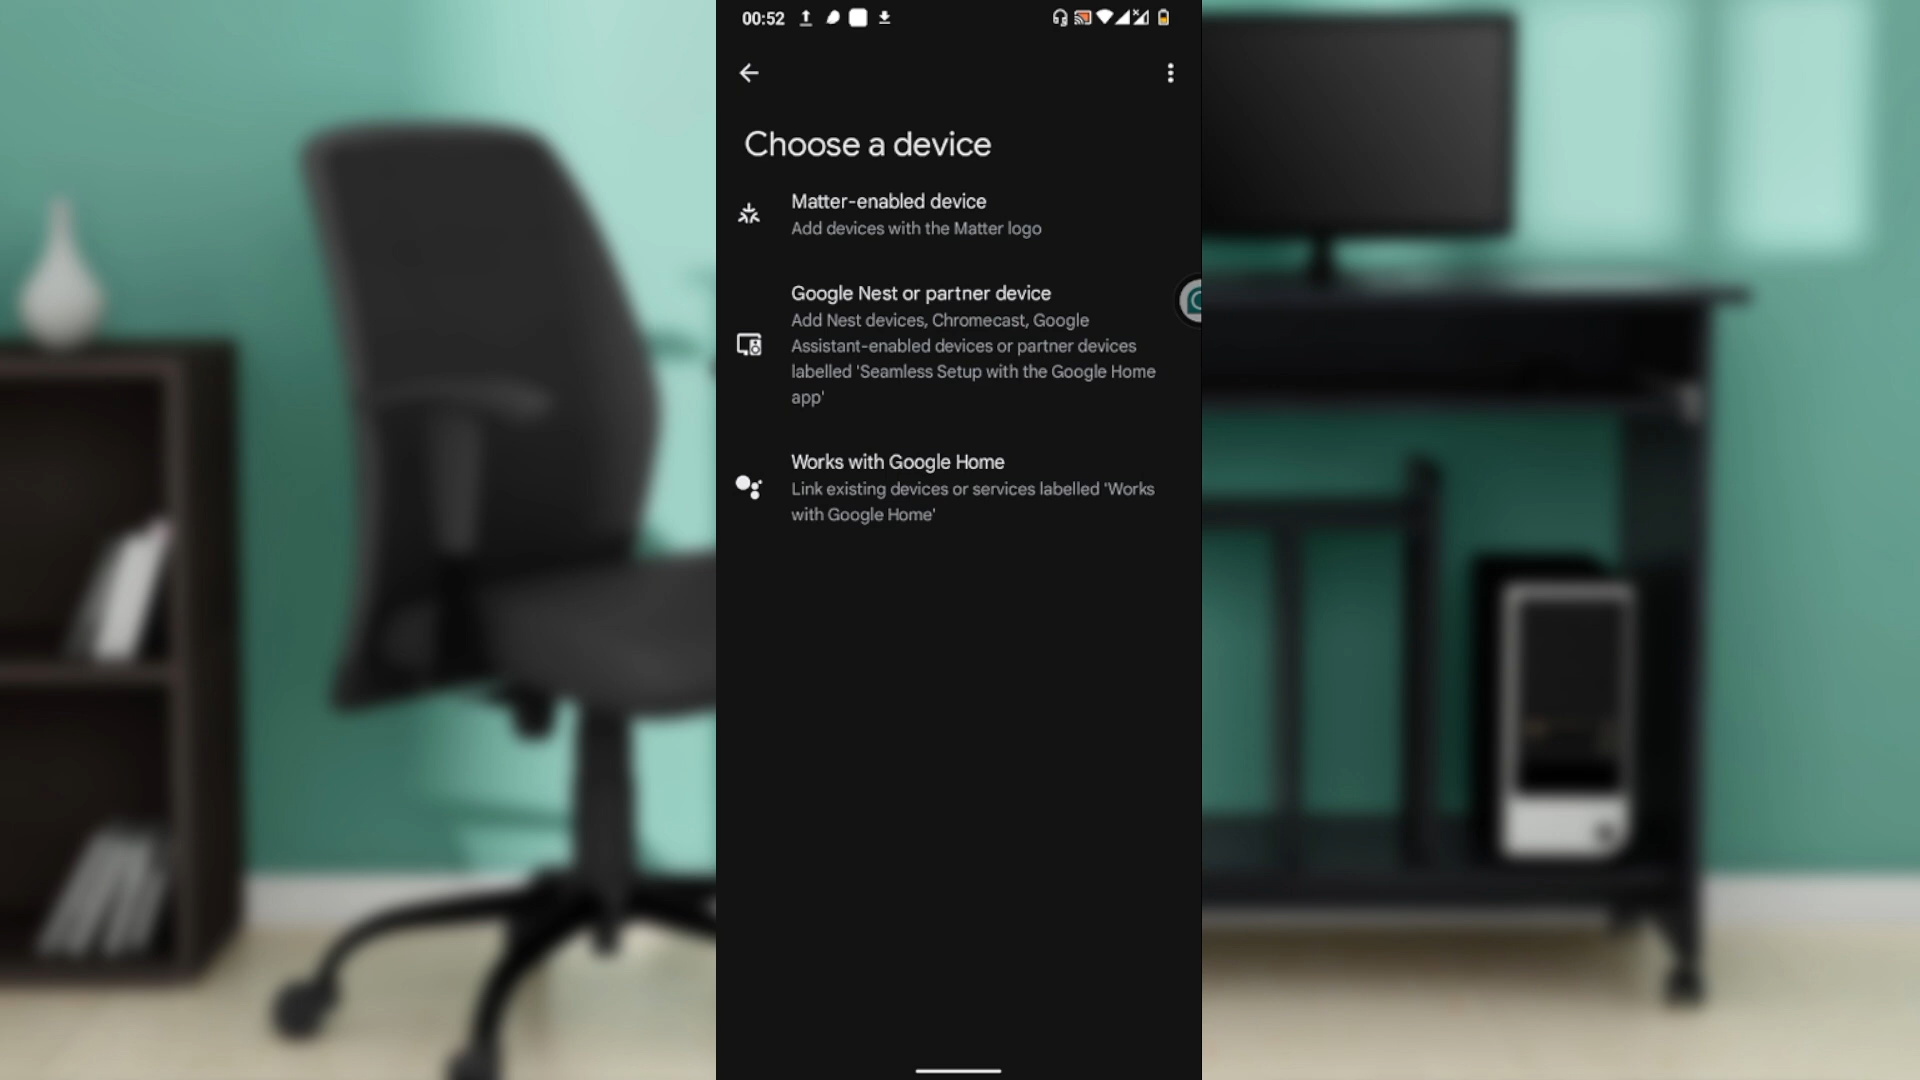 00:52
Choose a device
Matter-enabled device
Add devices with the Matter logo
Google Nest or partner device
Add Nest devices, Chromecast, Google
Assistant-enabled devices or partner devices
labelled 'Seamless Setup with the Google Home
app'
Works with Google Home
Link existing devices or services labelled 'Works
with Google Home'